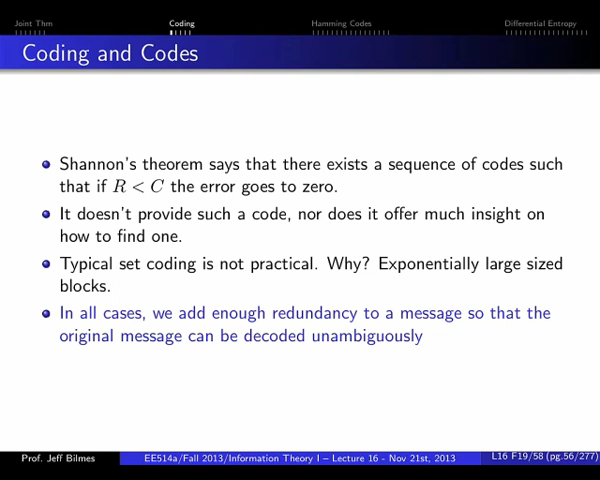 Joint Thm Coding Hamming Codes Differential Entropy
Coding and Codes
Shannon's theorem says that there exists a sequence of codes such
that if R < C the error goes to zero.
It doesn't provide such a code, nor does it offer much insight on
how to find one.
Typical set coding is not practical. Why? Exponentially large sized
blocks.
In all cases, we add enough redundancy to a message so that the
original message can be decoded unambiguously
Prof. Jeff Bilmes EE514a/Fall 2013/Information Theory I – Lecture 16 - Nov 21st, 2013 L16 F19/58 (pg.56/277)